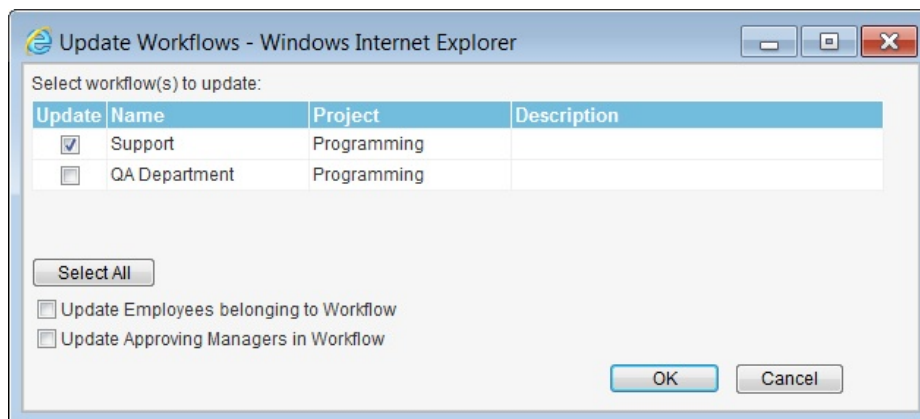 Update Workflows - Windows Internet Explorer
Select workflow(s) to update:
Update Name Project Description
Support Programming
QA Department Programming
Select All
Update Employees belonging to Workflow
Update Approving Managers in Workflow
OK Cancel